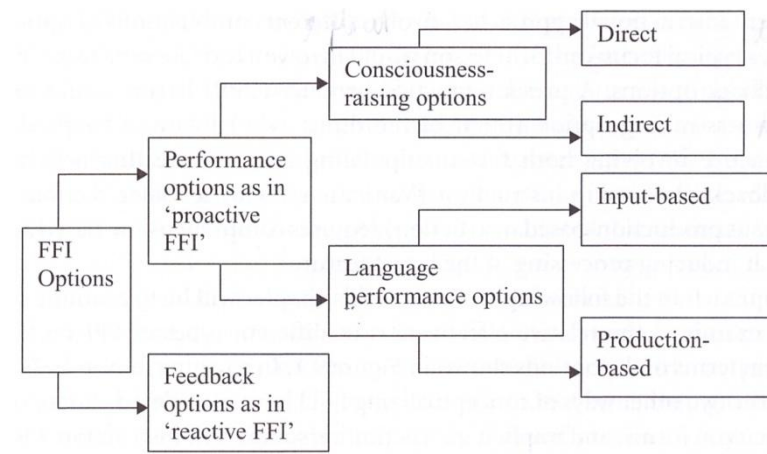 FFI
Options
Performance
options as in
‘proactive
FFI’
Feedback
options as in
‘reactive FFI’
Consciousness-
raising options
Language
performance options
Direct
Indirect
Input-based
Production-
based